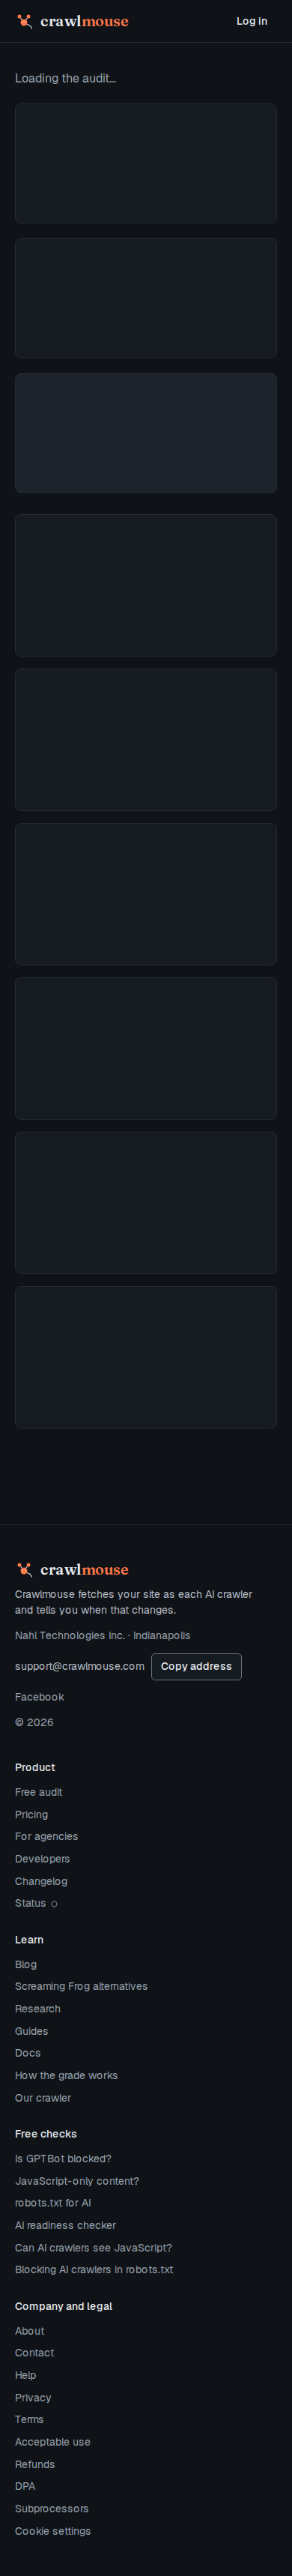 crawlmouse
Log in
Loading the audit...
crawlmouse
Crawlmouse fetches your site as each AI crawler
and tells you when that changes.
Nahl Technologies Inc. · Indianapolis
support@crawlmouse.com
Copy address
Facebook
© 2026
Product
Free audit
Pricing
For agencies
Developers
Changelog
Status
Learn
Blog
Screaming Frog alternatives
Research
Guides
Docs
How the grade works
Our crawler
Free checks
Is GPTBot blocked?
JavaScript-only content?
robots.txt for AI
AI readiness checker
Can AI crawlers see JavaScript?
Blocking AI crawlers in robots.txt
Company and legal
About
Contact
Help
Privacy
Terms
Acceptable use
Refunds
DPA
Subprocessors
Cookie settings